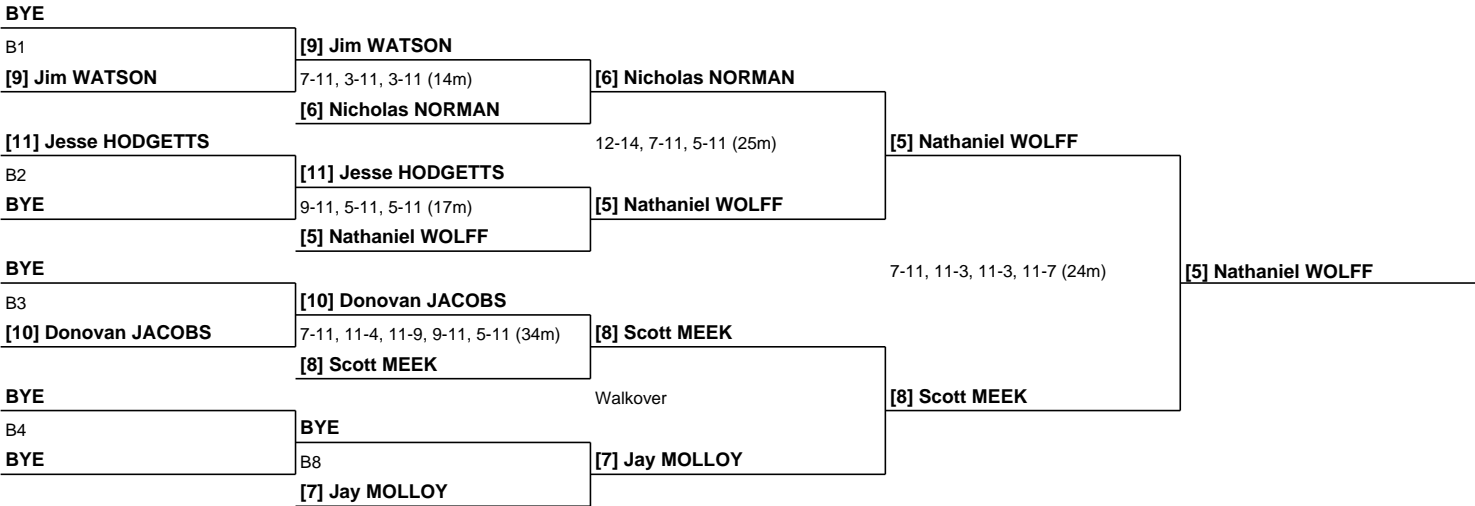 BYE
B1
[9] Jim WATSON
[9] Jim WATSON
7-11, 3-11, 3-11 (14m)
[6] Nicholas NORMAN
[6] Nicholas NORMAN
[11] Jesse HODGETTS
B2
BYE
[11] Jesse HODGETTS
9-11, 5-11, 5-11 (17m)
[5] Nathaniel WOLFF
12-14, 7-11, 5-11 (25m)
[5] Nathaniel WOLFF
[5] Nathaniel WOLFF
BYE
B3
[10] Donovan JACOBS
[10] Donovan JACOBS
7-11, 11-4, 11-9, 9-11, 5-11 (34m)
[8] Scott MEEK
[8] Scott MEEK
BYE
B4
BYE
BYE
B8
[7] Jay MOLLOY
Walkover
[7] Jay MOLLOY
[8] Scott MEEK
7-11, 11-3, 11-3, 11-7 (24m)
[5] Nathaniel WOLFF